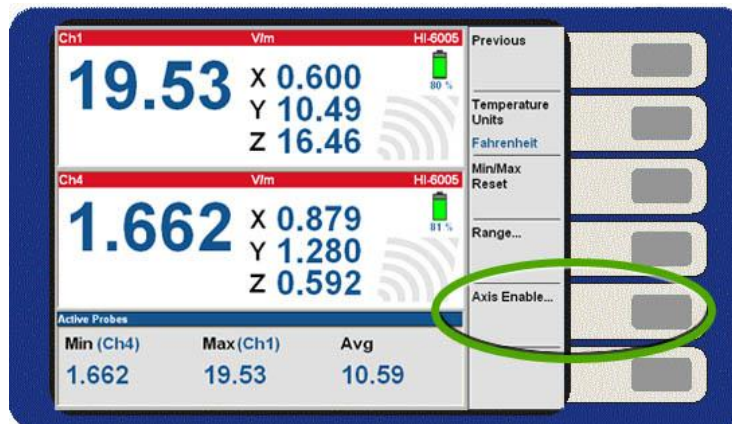 Ch1 V/m HI-6005
19.53
X 0.600
Y 10.49
Z 16.46
80 %
Ch4 V/m HI-6005
1.662
X 0.879
Y 1.280
Z 0.592
81 %
Active Probes
Min (Ch4) Max(Ch1) Avg
1.662 19.53 10.59
Previous
Temperature
Units
Fahrenheit
Min/Max
Reset
Range...
Axis Enable...